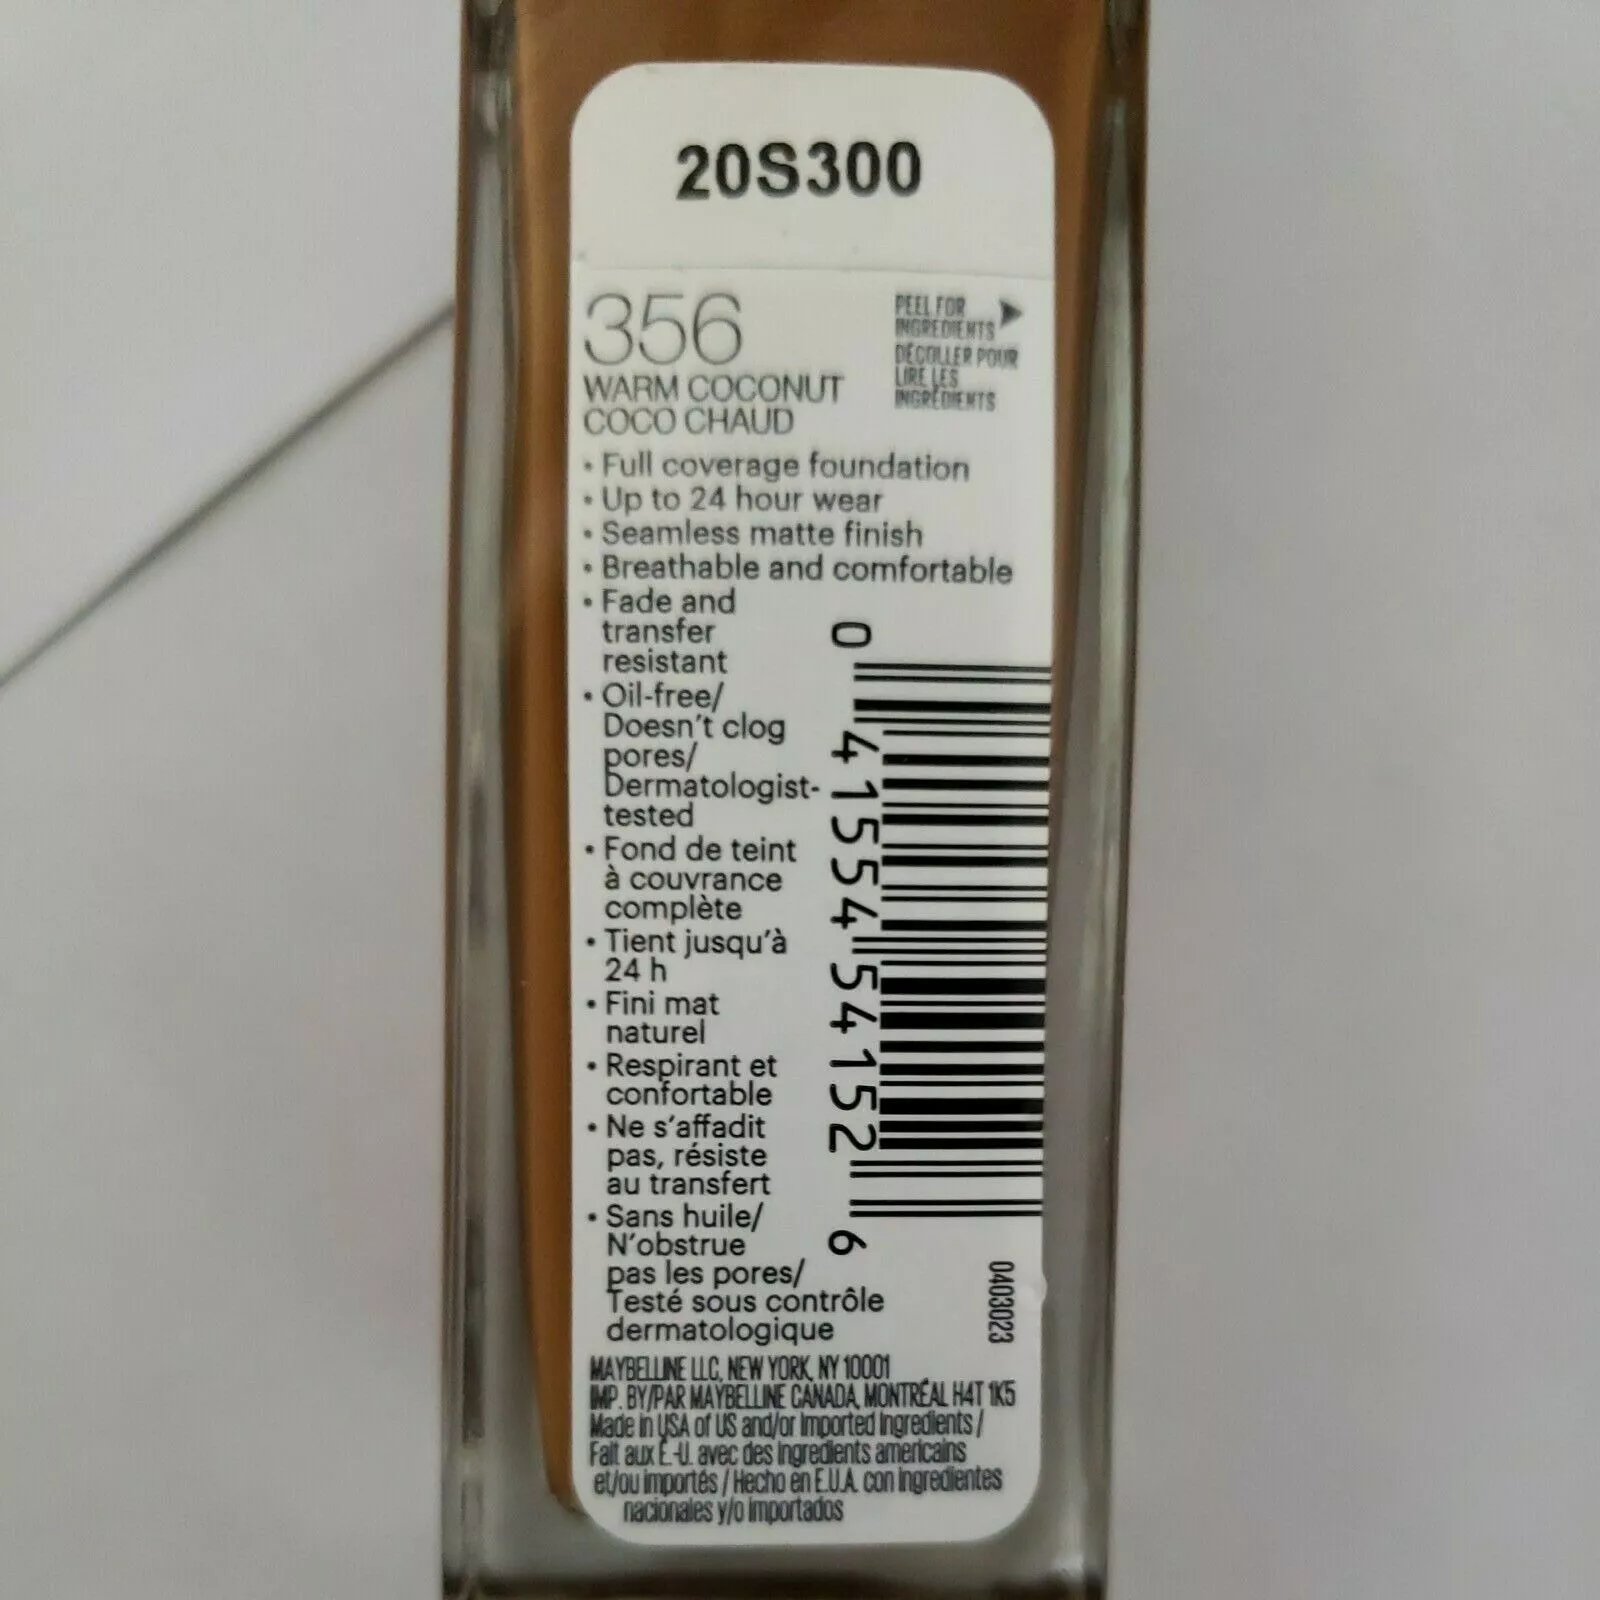 20S300
356
WARM COCONUT
COCO CHAUD
PEEL FOR
INGREDIENTS
DÉCOLLER POUR
LIRE LES
INGRÉDIENTS
• Full coverage foundation
• Up to 24 hour wear
• Seamless matte finish
• Breathable and comfortable
• Fade and
transfer
resistant
• Oil-free/
Doesn't clog
pores/
Dermatologist-
tested
• Fond de teint
à couvrance
complète
• Tient jusqu'à
24 h
• Fini mat
naturel
• Respirant et
confortable
• Ne s'affadit
pas, résiste
au transfert
• Sans huile/
N'obstrue
pas les pores/
Testé sous contrôle
dermatologique
0 41554 54152 6
0403023
MAYBELLINE LLC, NEW YORK, NY 10001
IMP. BY/PAR MAYBELLINE CANADA, MONTRÉAL H4T 1K5
Made in USA of US and/or Imported Ingredients /
Fait aux É.-U. avec des ingredients americains
et/ou importés / Hecho en E.U.A. con ingredientes
nacionales y/o importados